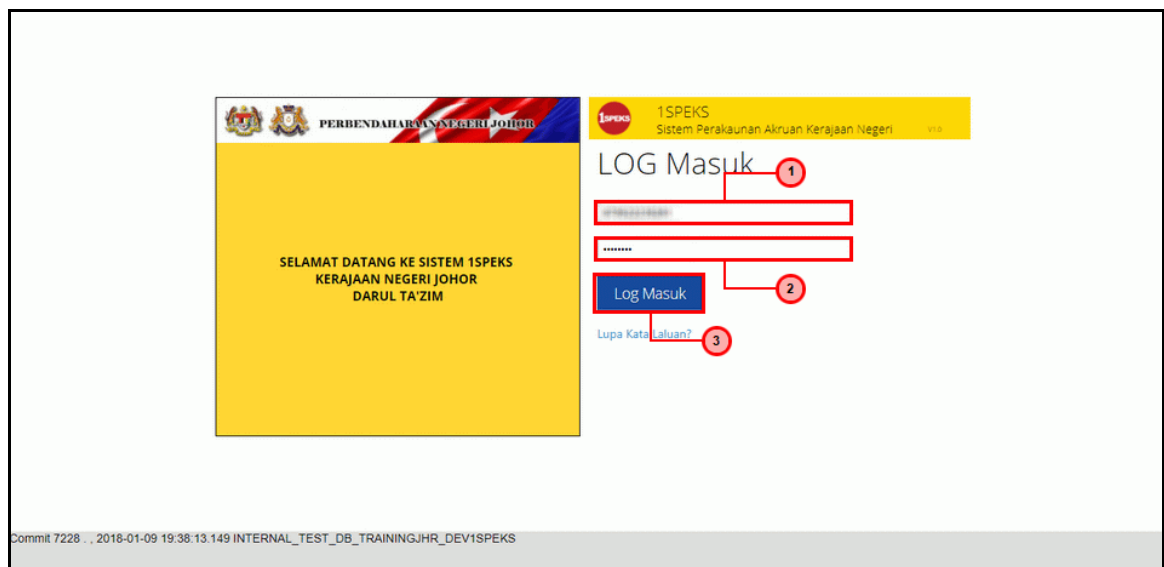 PERBENDAHARAAN NEGERI JOHOR
SELAMAT DATANG KE SISTEM 1SPEKS
KERAJAAN NEGERI JOHOR
DARUL TA'ZIM
1SPEKS
1SPEKS
Sistem Perakaunan Akruan Kerajaan Negeri V1.0
LOG Masuk
1
........
2
Log Masuk
Lupa Kata Laluan?
3
Commit 7228 . , 2018-01-09 19:38:13.149 INTERNAL_TEST_DB_TRAININGJHR_DEV1SPEKS